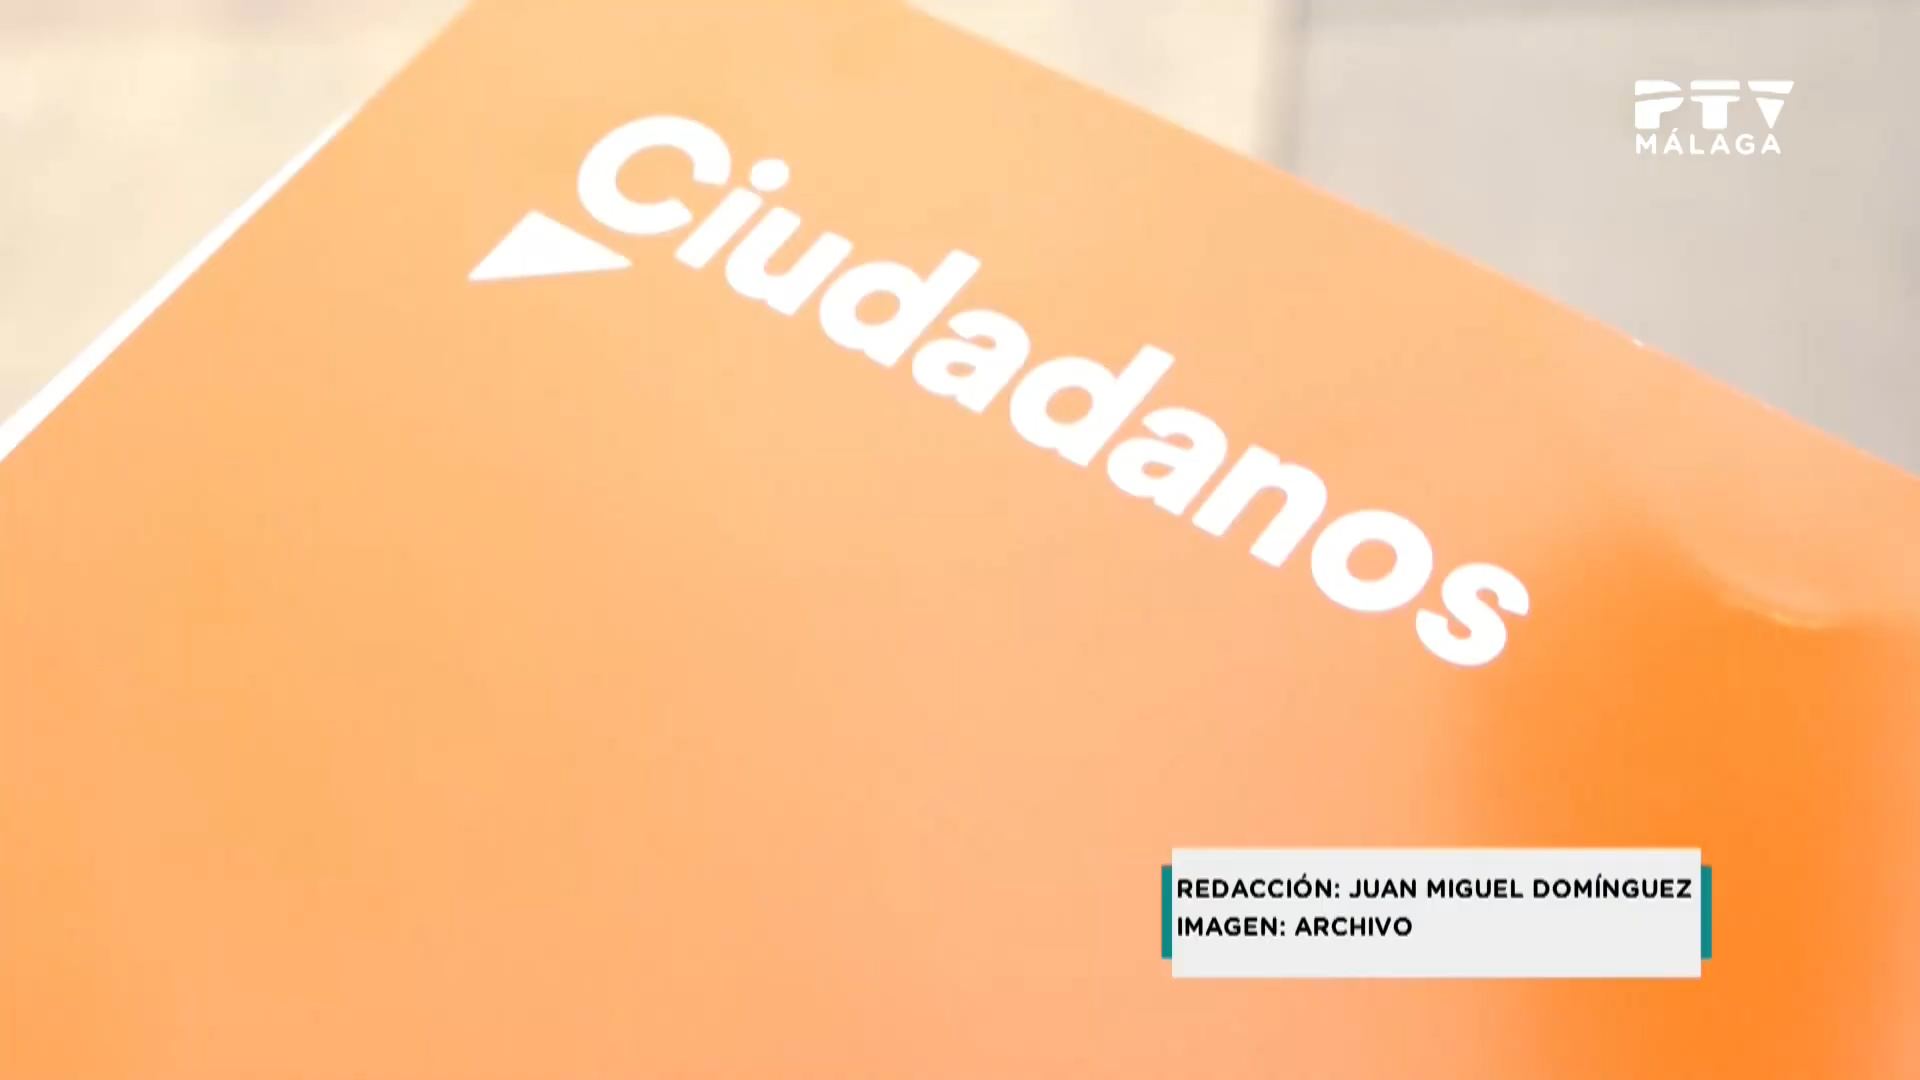 PTV
MÁLAGA
Ciudadanos
REDACCIÓN: JUAN MIGUEL DOMÍNGUEZ
IMAGEN: ARCHIVO